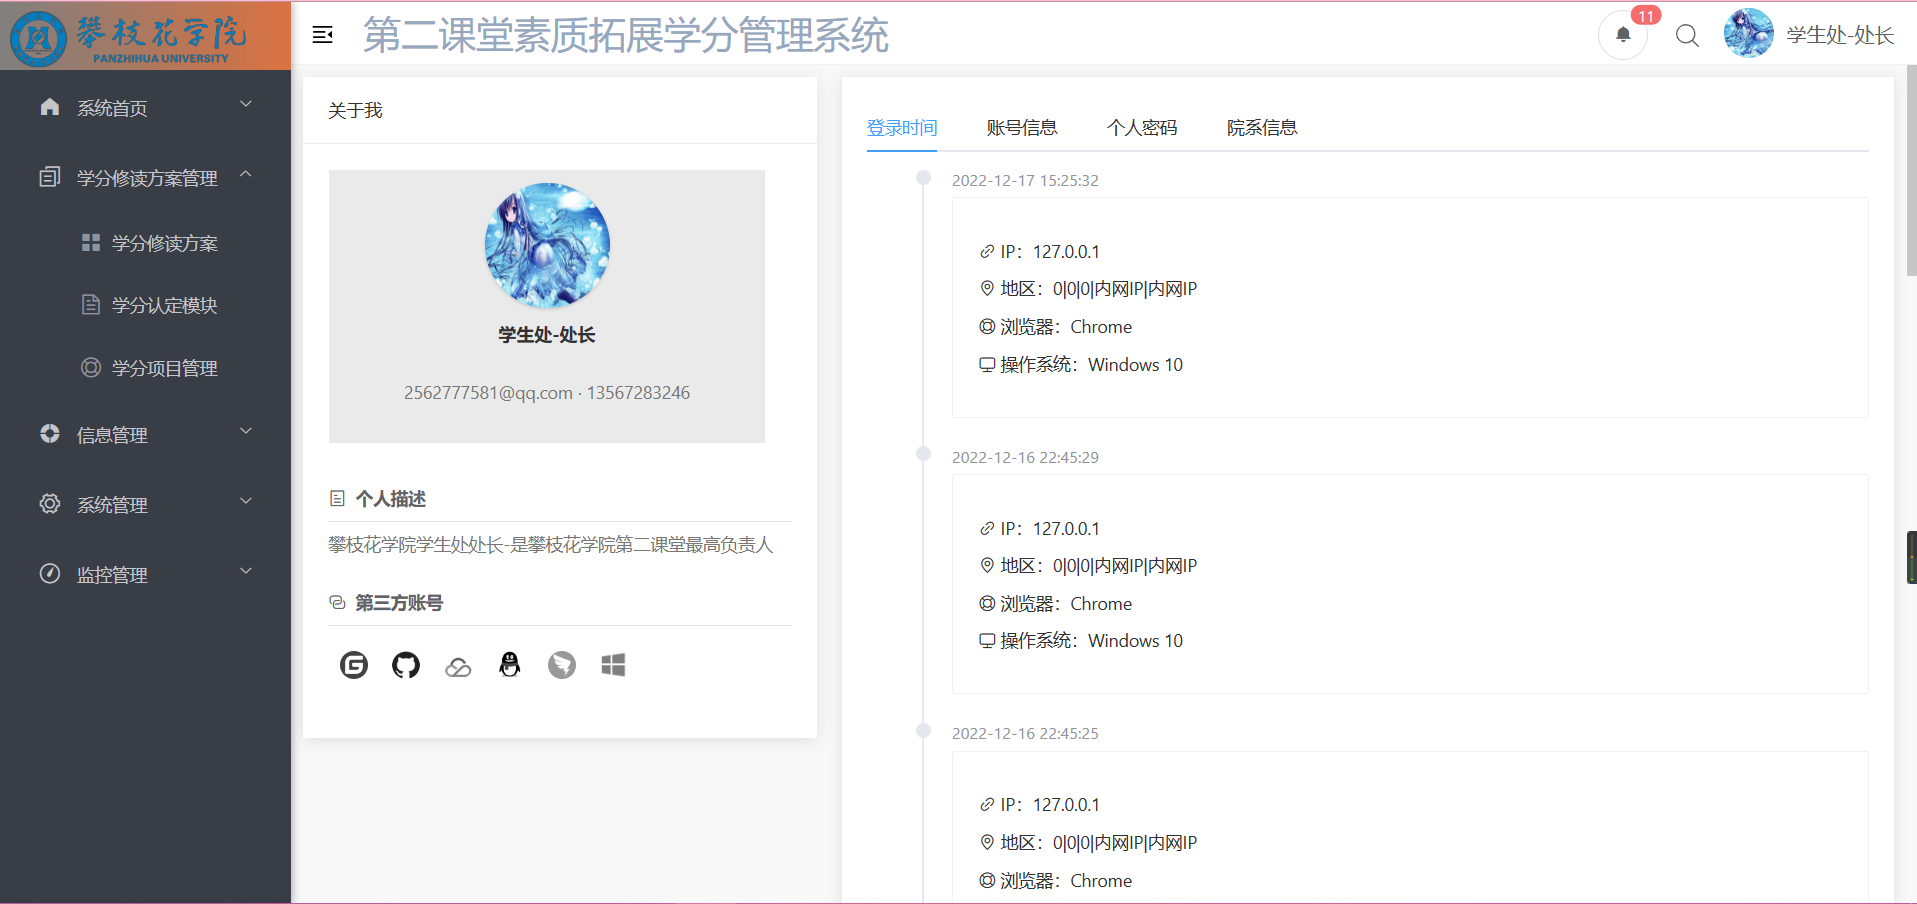 攀枝花学院
PANZHIHUA UNIVERSITY
第二课堂素质拓展学分管理系统
11
学生处-处长
系统首页
学分修读方案管理
学分修读方案
学分认定模块
学分项目管理
信息管理
系统管理
监控管理
关于我
学生处-处长
2562777581@qq.com · 13567283246
个人描述
攀枝花学院学生处处长-是攀枝花学院第二课堂最高负责人
第三方账号
登录时间 账号信息 个人密码 院系信息
2022-12-17 15:25:32
IP：127.0.0.1
地区：0|0|0|内网IP|内网IP
浏览器：Chrome
操作系统：Windows 10
2022-12-16 22:45:29
IP：127.0.0.1
地区：0|0|0|内网IP|内网IP
浏览器：Chrome
操作系统：Windows 10
2022-12-16 22:45:25
IP：127.0.0.1
地区：0|0|0|内网IP|内网IP
浏览器：Chrome